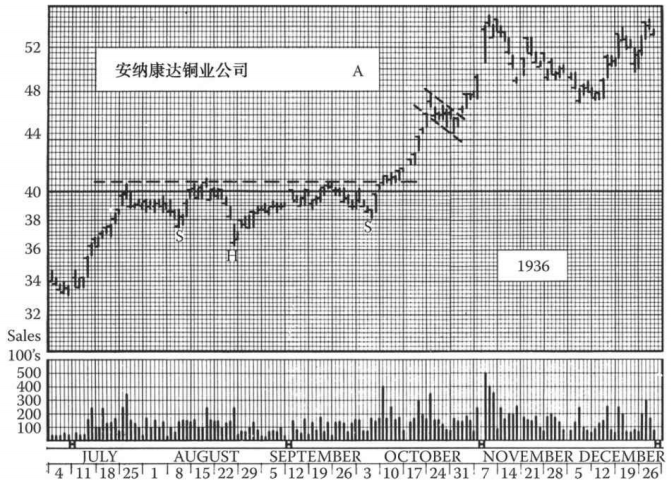 52
安纳康达铜业公司 A
48
44
40
38
S
S
36
H
1936
34
32
Sales
100's
500
400
300
200
100
JULY AUGUST SEPTEMBER OCTOBER NOVEMBER DECEMBER
4 11 18 25 1 8 15 22 29 5 12 19 26 3 10 17 24 31 7 14 21 28 5 12 19 26